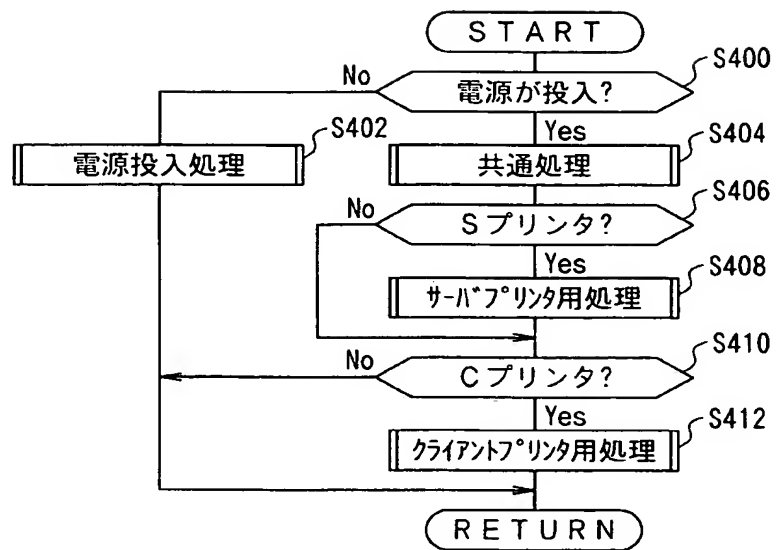 START
S400
No
電源が投入?
Yes
S402
S404
電源投入処理
共通処理
S406
No
Sプリンタ?
Yes
S408
サーバプリンタ用処理
S410
No
Cプリンタ?
Yes
S412
クライアントプリンタ用処理
RETURN